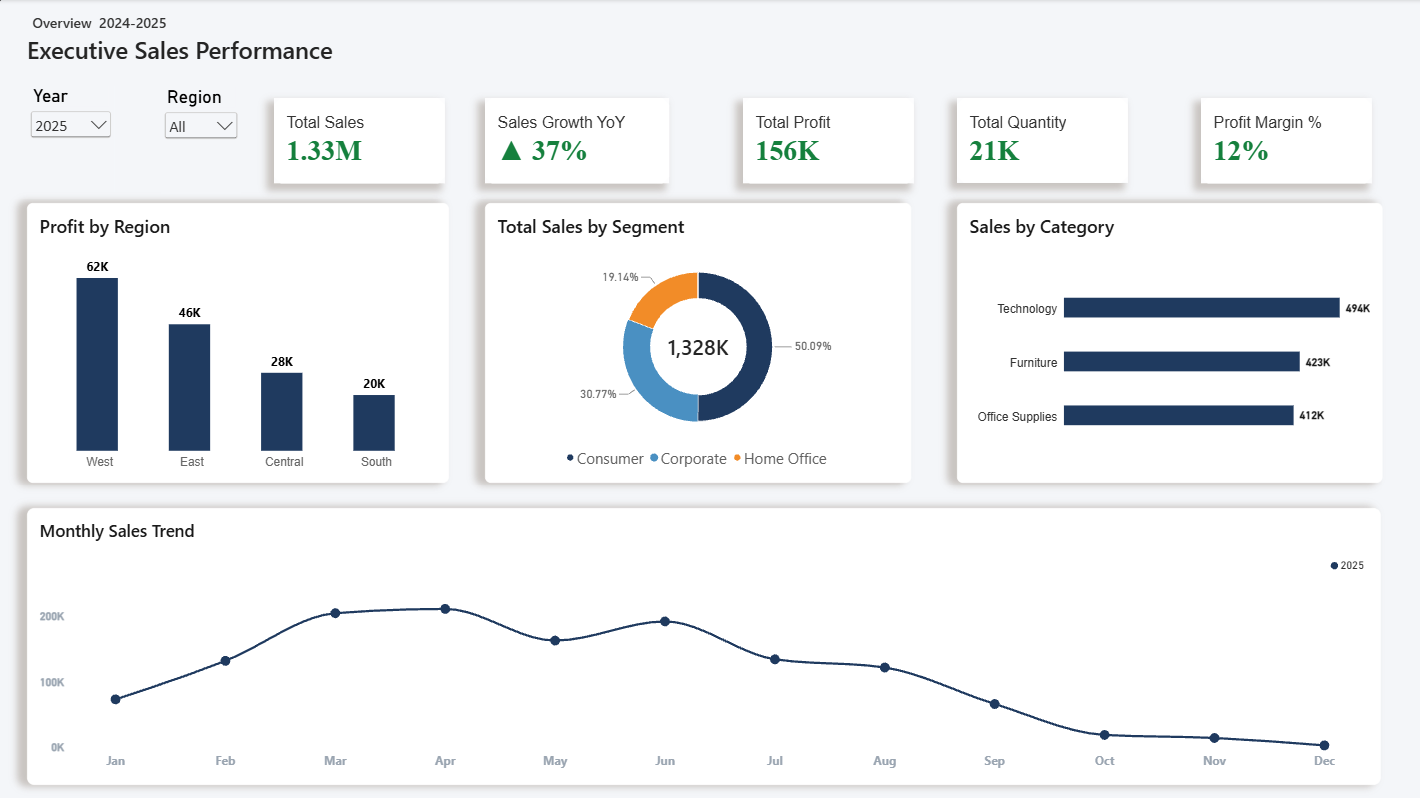 Overview 2024-2025
Executive Sales Performance
Year
2025
Region
All
Total Sales
1.33M
Sales Growth YoY
▲ 37%
Total Profit
156K
Total Quantity
21K
Profit Margin %
12%
Profit by Region
62K
46K
28K
20K
West East Central South
Total Sales by Segment
19.14%
1,328K
50.09%
30.77%
Consumer Corporate Home Office
Sales by Category
Technology 494K
Furniture 423K
Office Supplies 412K
Monthly Sales Trend
2025
200K
100K
0K
Jan Feb Mar Apr May Jun Jul Aug Sep Oct Nov Dec